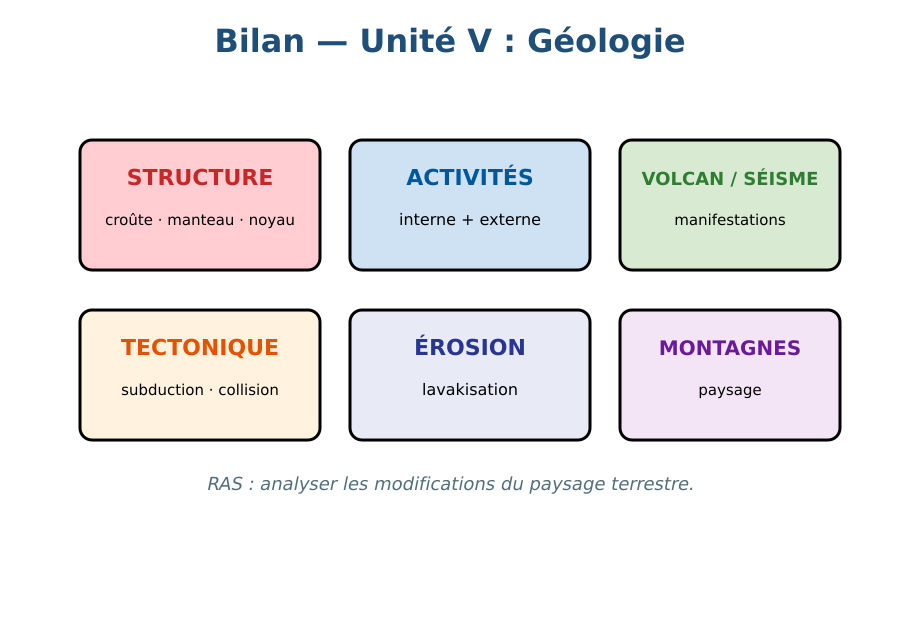 Bilan — Unité V : Géologie
STRUCTURE
croûte · manteau · noyau
ACTIVITÉS
interne + externe
VOLCAN / SÉISME
manifestations
TECTONIQUE
subduction · collision
ÉROSION
lavakisation
MONTAGNES
paysage
RAS : analyser les modifications du paysage terrestre.